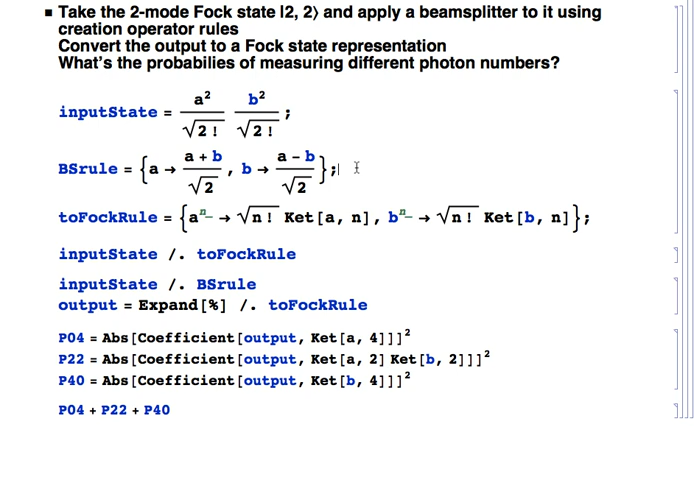 ▪ Take the 2-mode Fock state |2, 2⟩ and apply a beamsplitter to it using
creation operator rules
Convert the output to a Fock state representation
What's the probabilies of measuring different photon numbers?
inputState = a²/√2! b²/√2! ;
BSrule = {a → (a + b)/√2 , b → (a - b)/√2};
toFockRule = {a^n_ → √n! Ket[a, n], b^n_ → √n! Ket[b, n]};
inputState /. toFockRule
inputState /. BSrule
output = Expand[%] /. toFockRule
P04 = Abs[Coefficient[output, Ket[a, 4]]]²
P22 = Abs[Coefficient[output, Ket[a, 2] Ket[b, 2]]]²
P40 = Abs[Coefficient[output, Ket[b, 4]]]²
P04 + P22 + P40